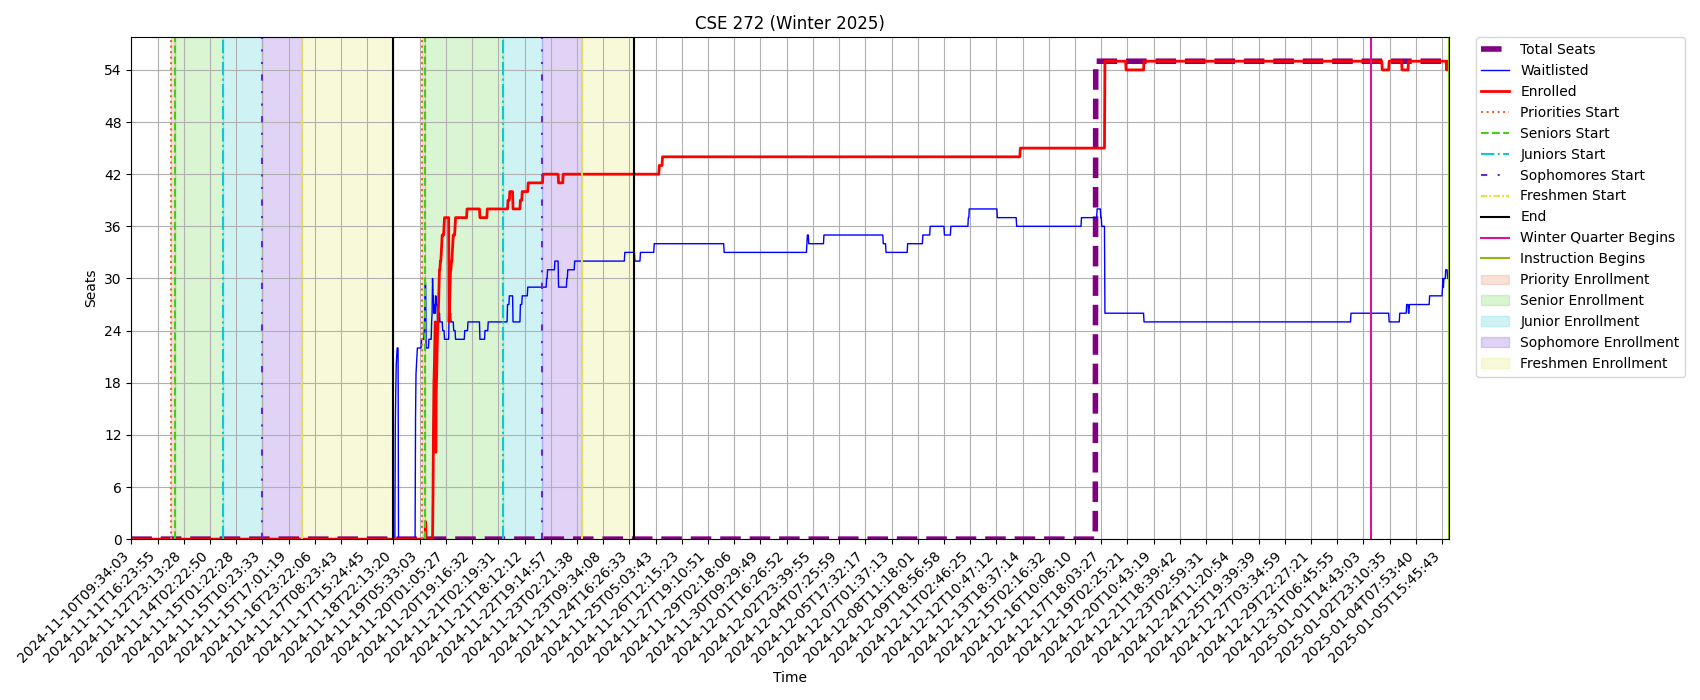 CSE 272 (Winter 2025)
54
48
42
36
30
24
18
12
6
0
Seats
2024-11-10T09:34:03
2024-11-11T16:23:55
2024-11-12T23:13:28
2024-11-14T02:22:50
2024-11-15T01:22:28
2024-11-15T10:23:33
2024-11-15T17:01:19
2024-11-16T23:22:06
2024-11-17T08:23:43
2024-11-17T15:24:45
2024-11-18T22:13:20
2024-11-19T05:33:03
2024-11-20T01:05:27
2024-11-20T19:16:32
2024-11-21T02:19:31
2024-11-21T18:12:12
2024-11-22T19:14:57
2024-11-23T02:21:38
2024-11-23T09:34:08
2024-11-24T16:26:33
2024-11-25T05:03:43
2024-11-26T12:15:23
2024-11-27T19:10:51
2024-11-29T02:18:06
2024-11-30T09:29:49
2024-12-01T16:26:52
2024-12-02T23:39:55
2024-12-04T07:25:59
2024-12-05T17:32:17
2024-12-07T01:37:13
2024-12-08T11:18:01
2024-12-09T18:56:58
2024-12-11T02:46:25
2024-12-12T10:47:12
2024-12-13T18:37:14
2024-12-15T02:16:32
2024-12-16T10:08:10
2024-12-17T18:03:27
2024-12-19T02:25:21
2024-12-20T10:43:19
2024-12-21T18:39:42
2024-12-23T02:59:31
2024-12-24T11:20:54
2024-12-25T19:39:39
2024-12-27T03:34:59
2024-12-29T22:27:21
2024-12-31T06:45:55
2025-01-01T14:43:03
2025-01-02T23:10:35
2025-01-04T07:53:40
2025-01-05T15:45:43
Time
Total Seats
Waitlisted
Enrolled
Priorities Start
Seniors Start
Juniors Start
Sophomores Start
Freshmen Start
End
Winter Quarter Begins
Instruction Begins
Priority Enrollment
Senior Enrollment
Junior Enrollment
Sophomore Enrollment
Freshmen Enrollment